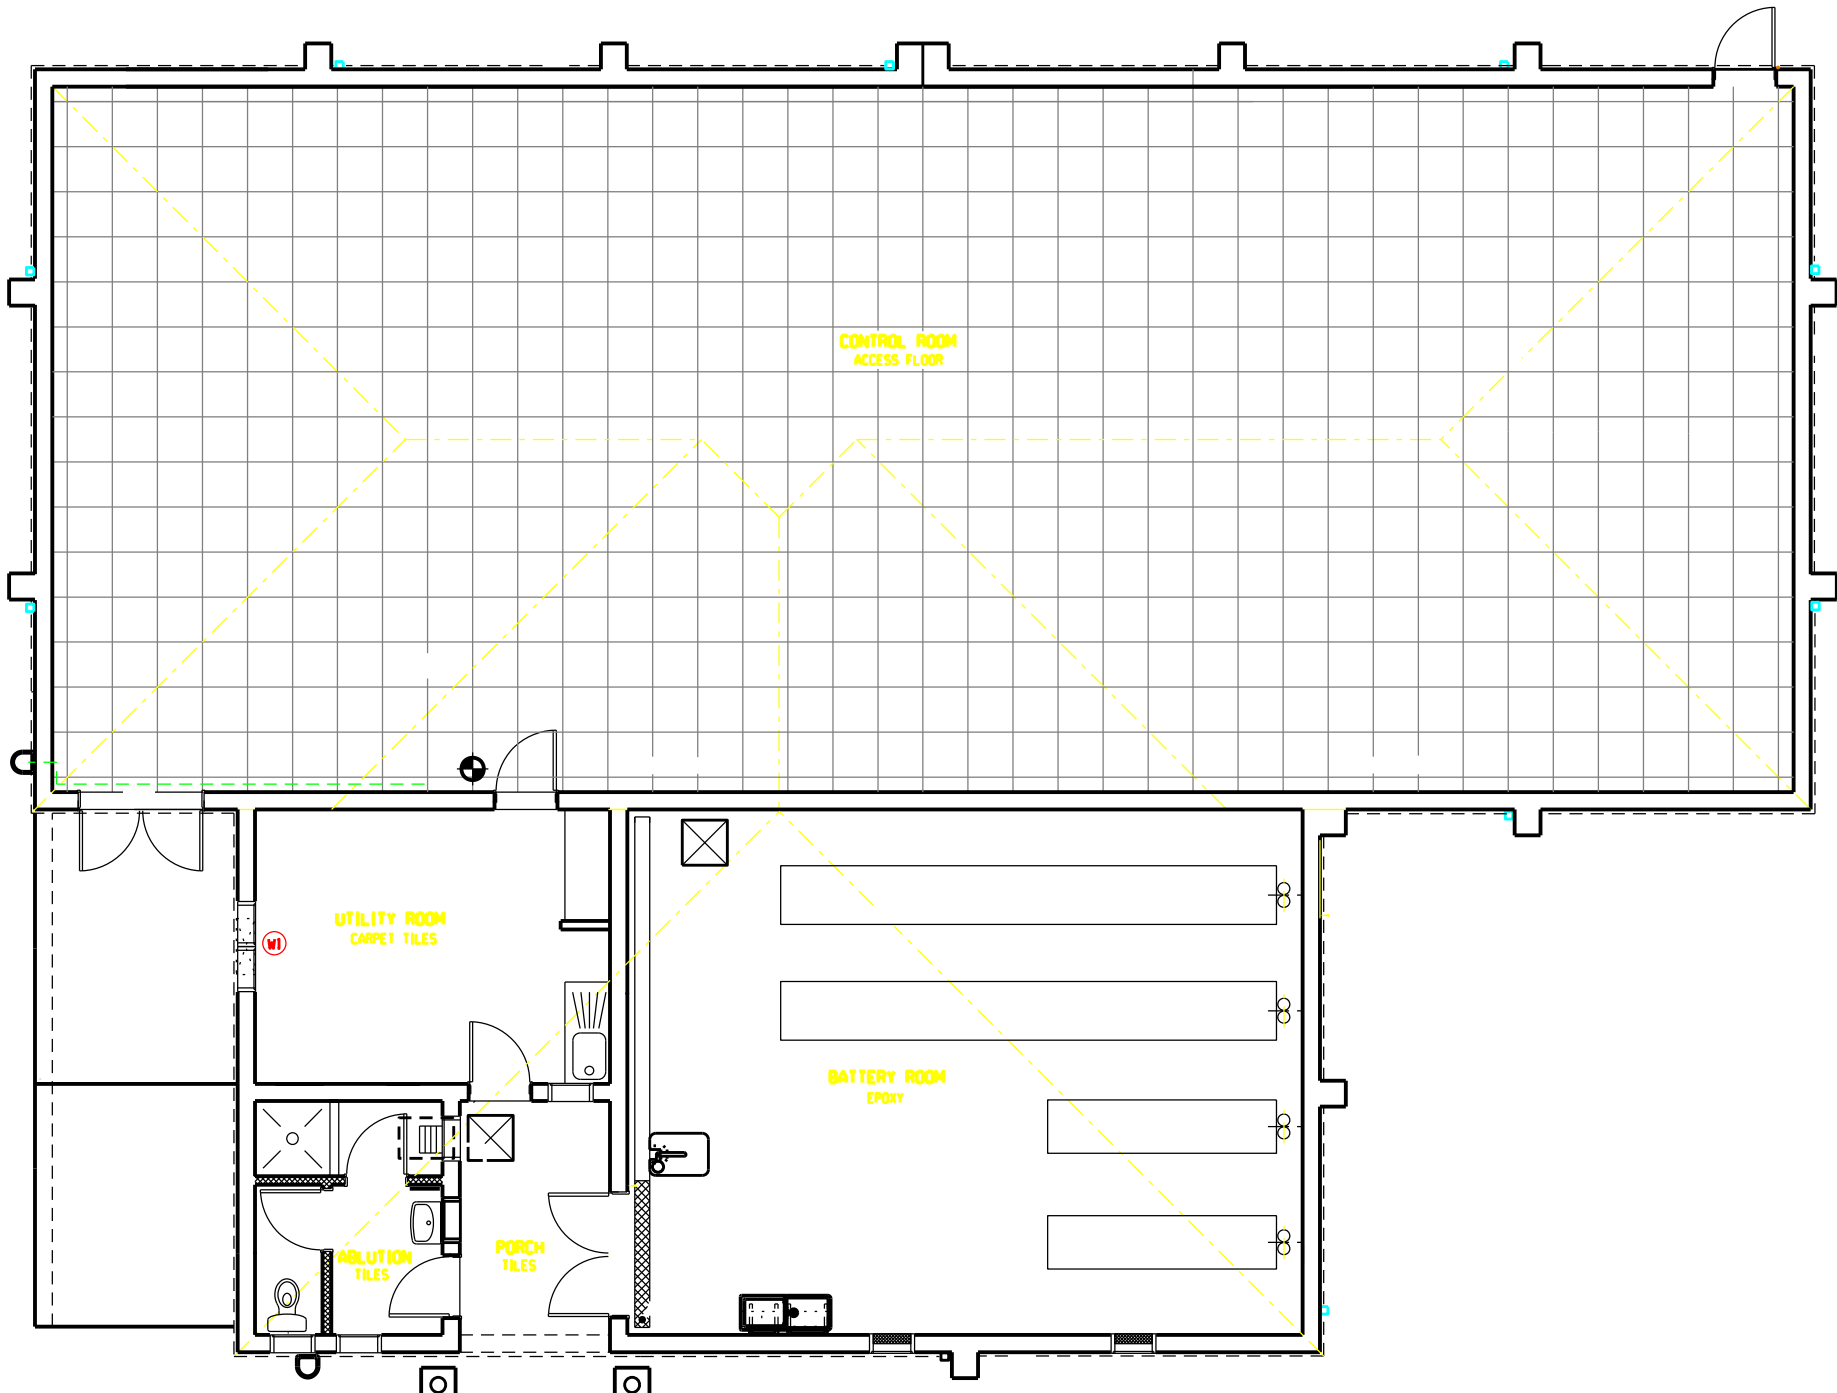 CONTROL ROOM
ACCESS FLOOR
UTILITY ROOM
CARPET TILES
W1
BATTERY ROOM
EPOXY
ABLUTION
TILES
PORCH
TILES